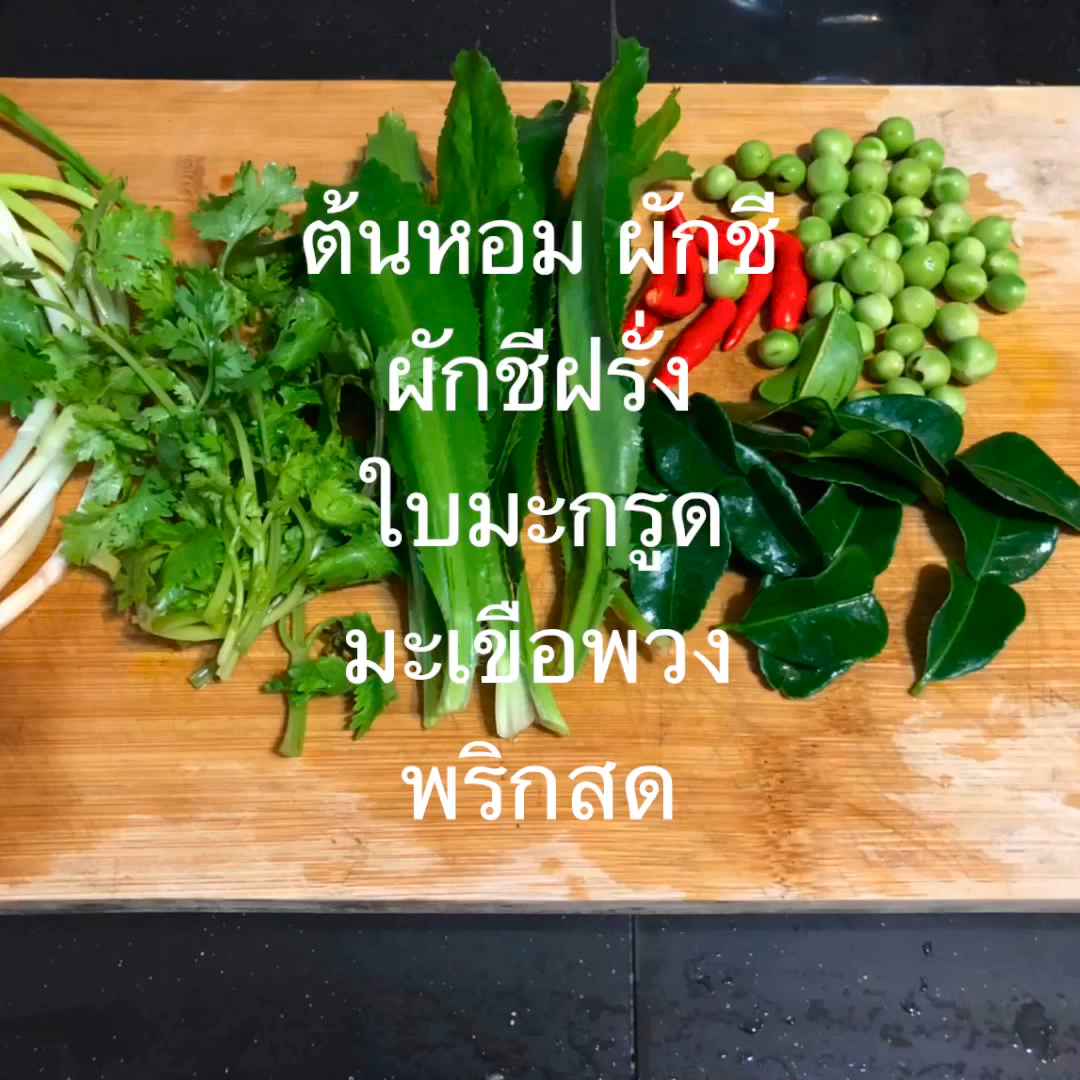 ต้นหอม ผักชี
ผักชีฝรั่ง
ใบมะกรูด
มะเขือพวง
พริกสด